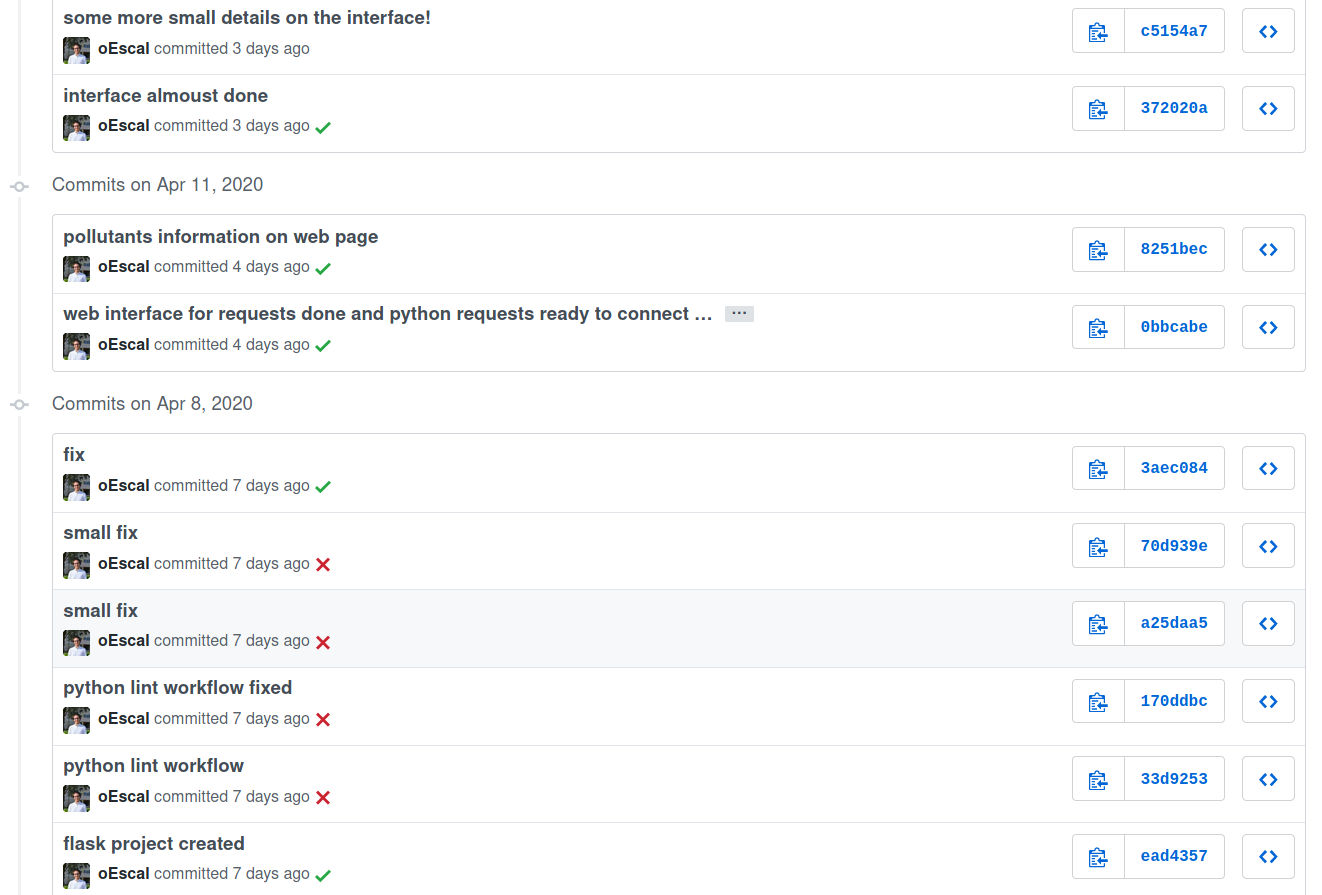 some more small details on the interface!
c5154a7
oEscal committed 3 days ago
interface almoust done
372020a
oEscal committed 3 days ago
Commits on Apr 11, 2020
pollutants information on web page
8251bec
oEscal committed 4 days ago
web interface for requests done and python requests ready to connect …
0bbcabe
oEscal committed 4 days ago
Commits on Apr 8, 2020
fix
3aec084
oEscal committed 7 days ago
small fix
70d939e
oEscal committed 7 days ago
small fix
a25daa5
oEscal committed 7 days ago
python lint workflow fixed
170ddbc
oEscal committed 7 days ago
python lint workflow
33d9253
oEscal committed 7 days ago
flask project created
ead4357
oEscal committed 7 days ago